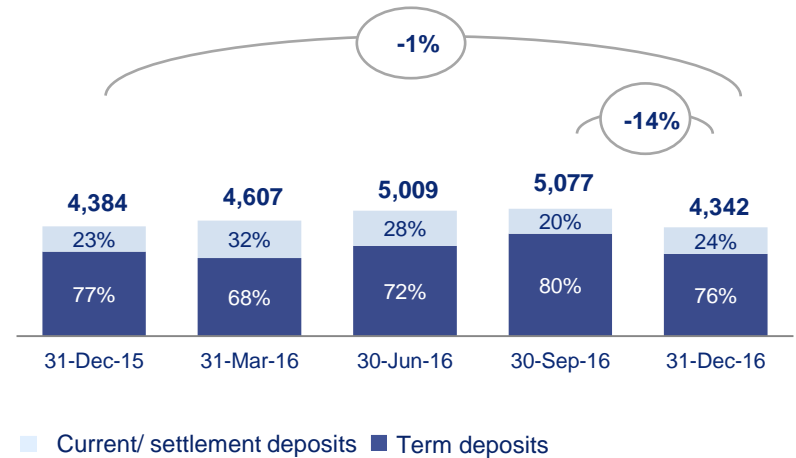 -1%
-14%
4,384 4,607 5,009 5,077 4,342
23% 32% 28% 20% 24%
77% 68% 72% 80% 76%
31-Dec-15 31-Mar-16 30-Jun-16 30-Sep-16 31-Dec-16
Current/ settlement deposits Term deposits